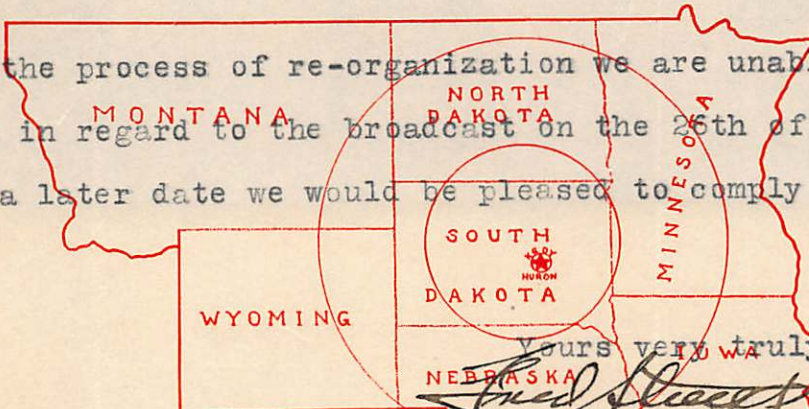 the process of re-organization we are unab
MONTANA
NORTH
DAKOTA
in regard to the broadcast on the 26th of
MINNESOTA
a later date we would be pleased to comply
SOUTH
DAKOTA
HURON
WYOMING
Yours very truly
IOWA
NEBRASKA
Fred